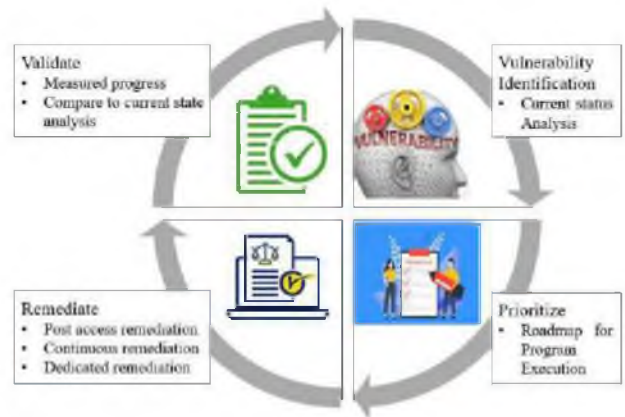 Validate
• Measured progress
• Compare to current state
analysis
Vulnerability
Identification
• Current status
Analysis
VULNERABILITY
Remediate
• Post access remediation
• Continuous remediation
• Dedicated remediation
Prioritize
• Roadmap for
Program
Execution